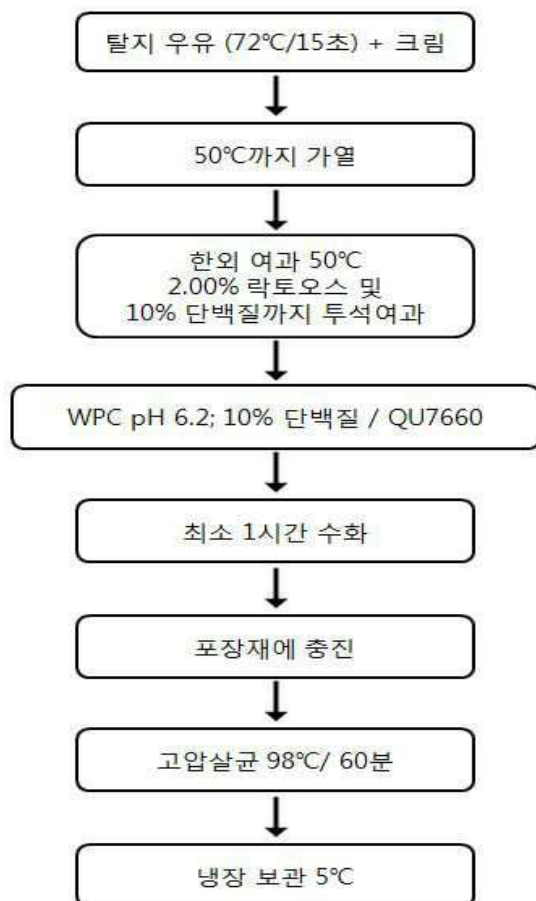 탈지 우유 (72℃/15초) + 크림
50℃까지 가열
한외 여과 50℃
2.00% 락토오스 및
10% 단백질까지 투석여과
WPC pH 6.2; 10% 단백질 / QU7660
최소 1시간 수화
포장재에 충진
고압살균 98℃/ 60분
냉장 보관 5℃